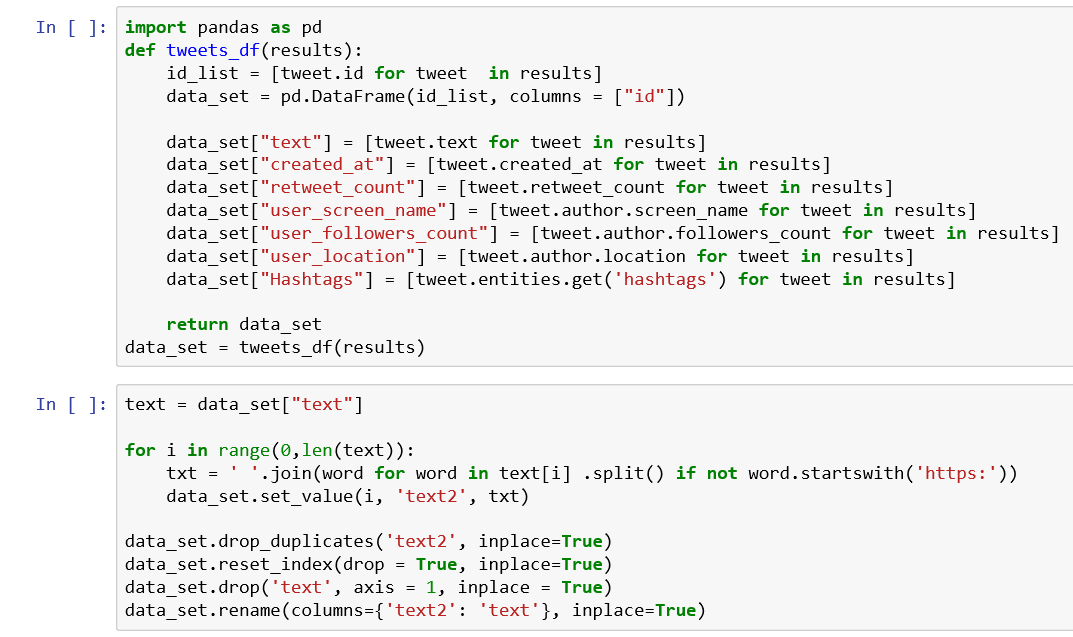 In [ ]:
import pandas as pd
def tweets_df(results):
    id_list = [tweet.id for tweet  in results]
    data_set = pd.DataFrame(id_list, columns = ["id"])

    data_set["text"] = [tweet.text for tweet in results]
    data_set["created_at"] = [tweet.created_at for tweet in results]
    data_set["retweet_count"] = [tweet.retweet_count for tweet in results]
    data_set["user_screen_name"] = [tweet.author.screen_name for tweet in results]
    data_set["user_followers_count"] = [tweet.author.followers_count for tweet in results]
    data_set["user_location"] = [tweet.author.location for tweet in results]
    data_set["Hashtags"] = [tweet.entities.get('hashtags') for tweet in results]

    return data_set
data_set = tweets_df(results)

In [ ]:
text = data_set["text"]

for i in range(0,len(text)):
    txt = ' '.join(word for word in text[i] .split() if not word.startswith('https:'))
    data_set.set_value(i, 'text2', txt)

data_set.drop_duplicates('text2', inplace=True)
data_set.reset_index(drop = True, inplace=True)
data_set.drop('text', axis = 1, inplace = True)
data_set.rename(columns={'text2': 'text'}, inplace=True)